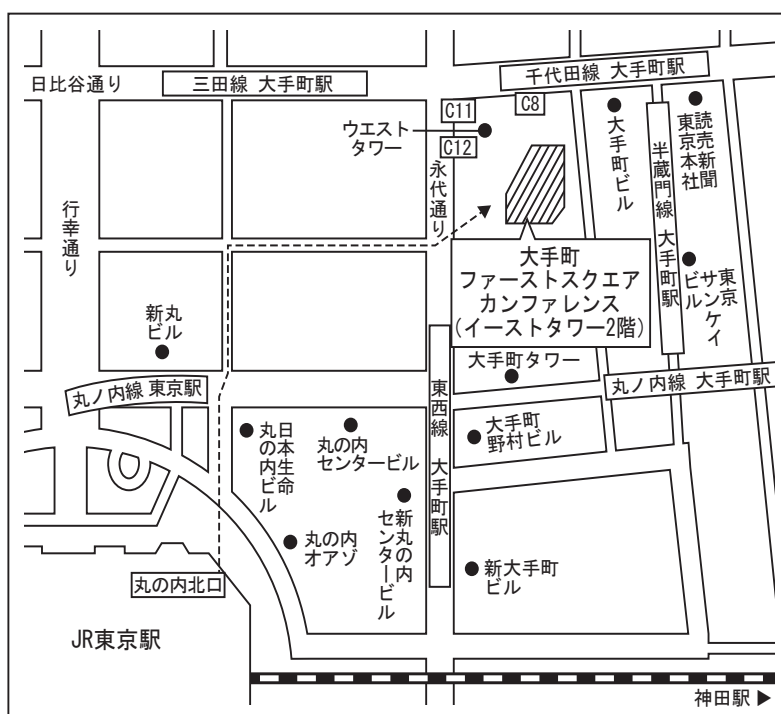 日比谷通り
三田線 大手町駅
千代田線 大手町駅
C11
C8
C12
ウエスト
タワー
大手町ビル
半蔵門線 大手町駅
読売新聞
東京本社
行幸通り
永代通り
大手町
ファーストスクエア
カンファレンス
(イーストタワー2階)
東京
サンケイ
ビル
新丸
ビル
大手町タワー
丸ノ内線 東京駅
丸ノ内線 大手町駅
東西線 大手町駅
日本生命
丸の内ビル
丸の内
センタービル
大手町
野村ビル
新丸の内
センタービル
丸の内
オアゾ
新大手町
ビル
丸の内北口
JR東京駅
神田駅